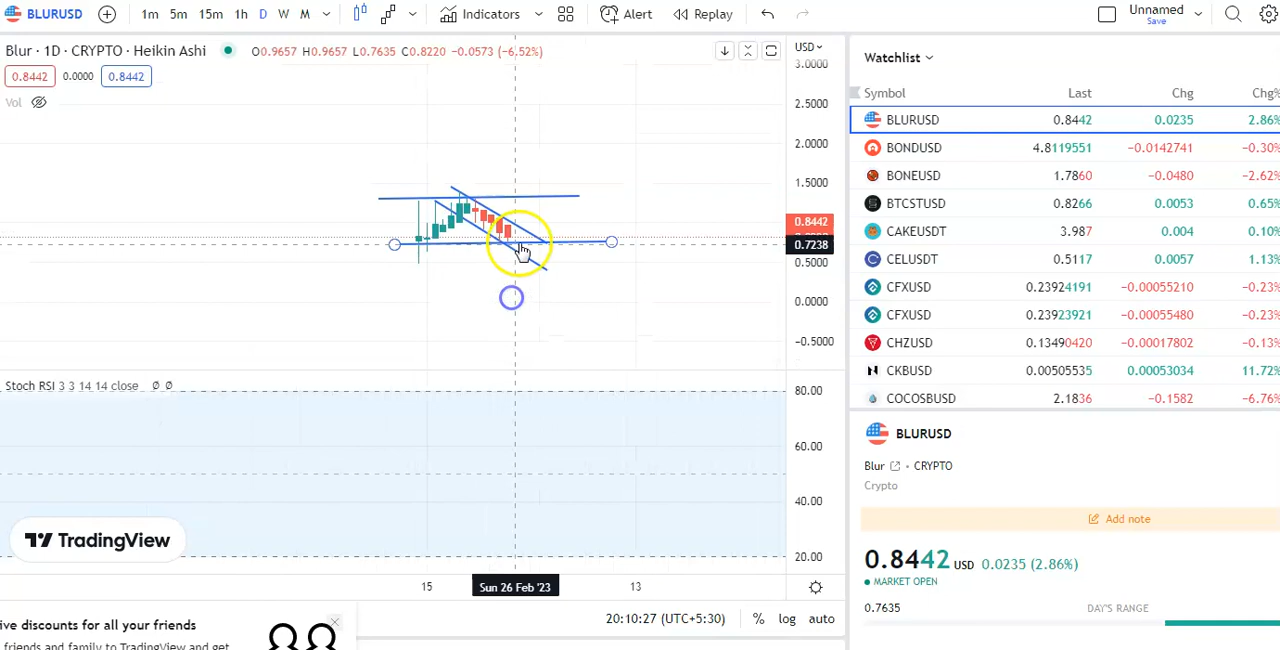 BLURUSD 1m 5m 15m 1h D W M Indicators Alert Replay Unnamed
Save
Blur · 1D · CRYPTO · Heikin Ashi O0.9657 H0.9657 L0.7635 C0.8220 −0.0573 (−6.52%)
0.8442 0.0000 0.8442
Vol
USD
3.0000
2.5000
2.0000
1.5000
0.8442
0.7238
0.5000
0.0000
−0.5000
Stoch RSI 3 3 14 14 close Ø Ø
80.00
60.00
40.00
20.00
TradingView
15 Sun 26 Feb '23 13
20:10:27 (UTC+5:30) % log auto
ive discounts for all your friends
friends and family to TradingView and get
Watchlist
Symbol Last Chg Chg%
BLURUSD 0.8442 0.0235 2.86%
BONDUSD 4.8119551 −0.0142741 −0.30%
BONEUSD 1.7860 −0.0480 −2.62%
BTCSTUSD 0.8266 0.0053 0.65%
CAKEUSDT 3.987 0.004 0.10%
CELUSDT 0.5117 0.0057 1.13%
CFXUSD 0.23924191 −0.00055210 −0.23%
CFXUSD 0.23923921 −0.00055480 −0.23%
CHZUSD 0.13490420 −0.00017802 −0.13%
CKBUSD 0.00505535 0.00053034 11.72%
COCOSBUSD 2.1836 −0.1582 −6.76%
BLURUSD
Blur • CRYPTO
Crypto
Add note
0.8442 USD 0.0235 (2.86%)
MARKET OPEN
0.7635 DAY'S RANGE